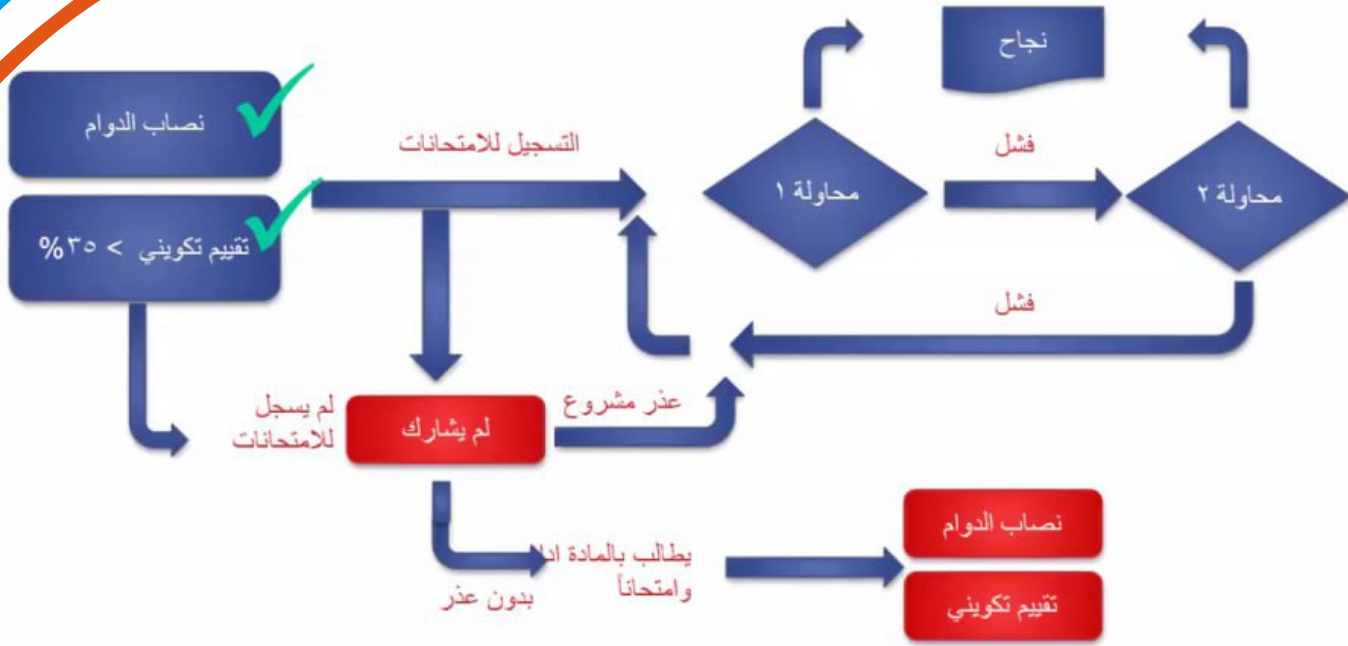 نجاح
نصاب الدوام
التسجيل للامتحانات
فشل
محاولة ١
محاولة ٢
تقييم تكويني > ٣٥%
فشل
لم يسجل
للامتحانات
لم يشارك
عذر مشروع
نصاب الدوام
يطالب بالمادة
وامتحاناً
بدون عذر
تقييم تكويني